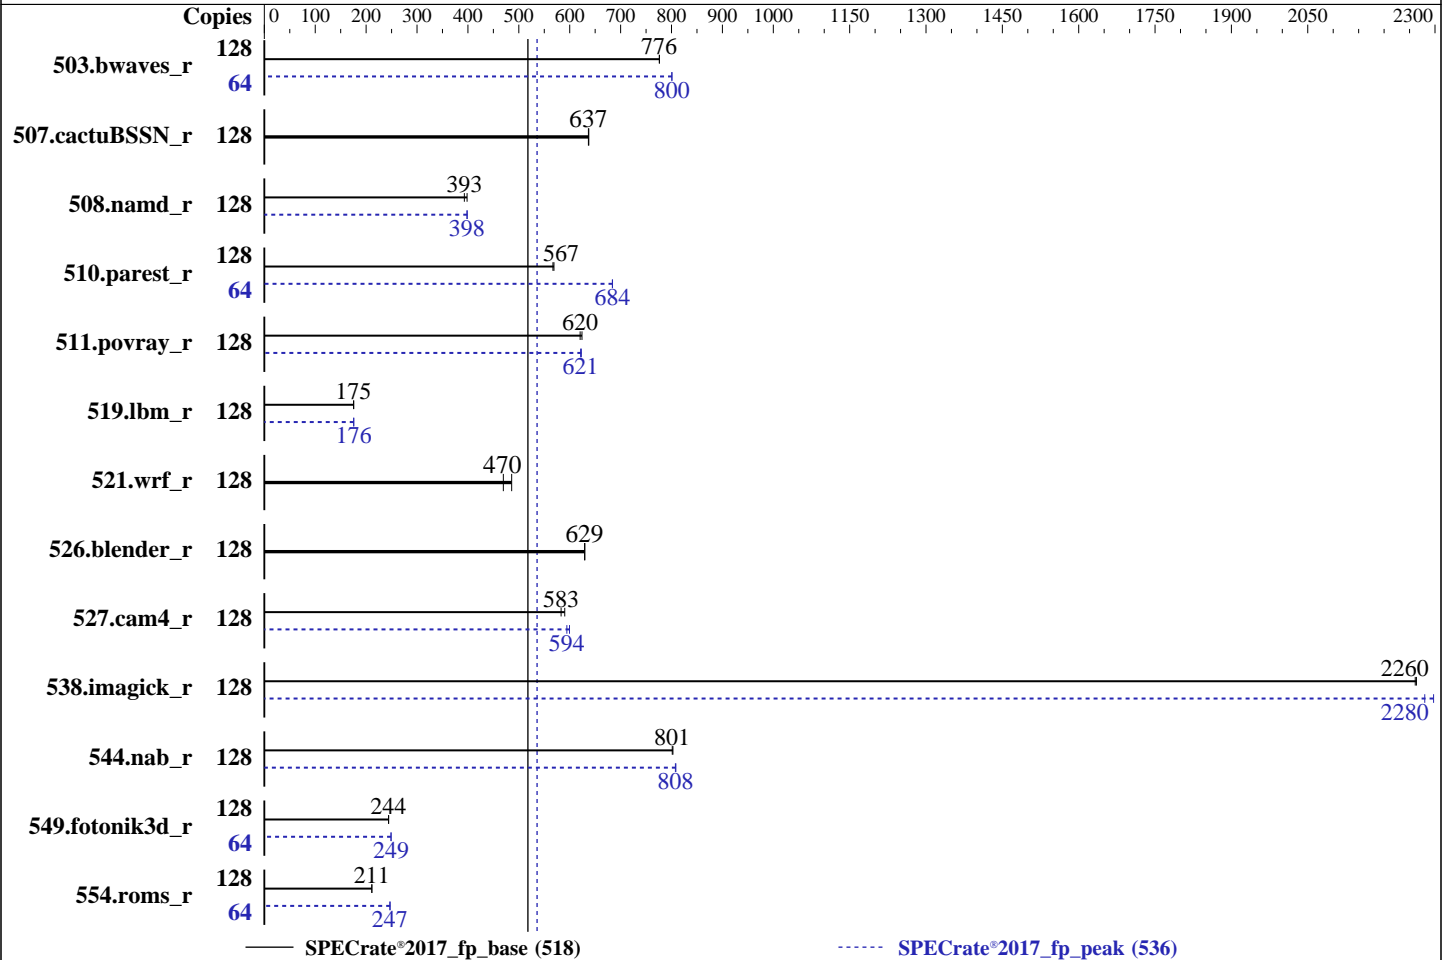 Copies 0 100 200 300 400 500 600 700 800 900 1000 1150 1300 1450 1600 1750 1900 2050 2300
503.bwaves_r 128 776
64 800
507.cactuBSSN_r 128 637
508.namd_r 128 393
398
510.parest_r 128 567
64 684
511.povray_r 128 620
621
519.lbm_r 128 175
176
521.wrf_r 128 470
526.blender_r 128 629
527.cam4_r 128 583
594
538.imagick_r 128 2260
2280
544.nab_r 128 801
808
549.fotonik3d_r 128 244
64 249
554.roms_r 128 211
64 247
SPECrate®2017_fp_base (518) SPECrate®2017_fp_peak (536)